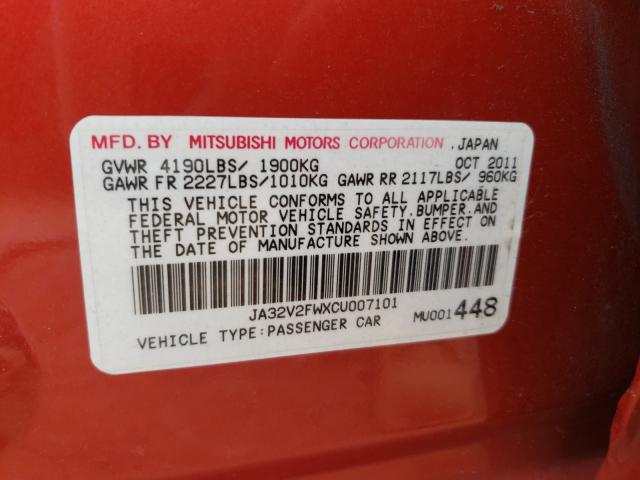 MFD. BY MITSUBISHI MOTORS CORPORATION , JAPAN
GVWR 4190LBS/ 1900KG OCT 2011
GAWR FR 2227LBS/1010KG GAWR RR 2117LBS/ 960KG
THIS VEHICLE CONFORMS TO ALL APPLICABLE
FEDERAL MOTOR VEHICLE SAFETY,BUMPER,AND
THEFT PREVENTION STANDARDS IN EFFECT ON
THE DATE OF MANUFACTURE SHOWN ABOVE.
JA32V2FWXCU007101
VEHICLE TYPE:PASSENGER CAR MU001448